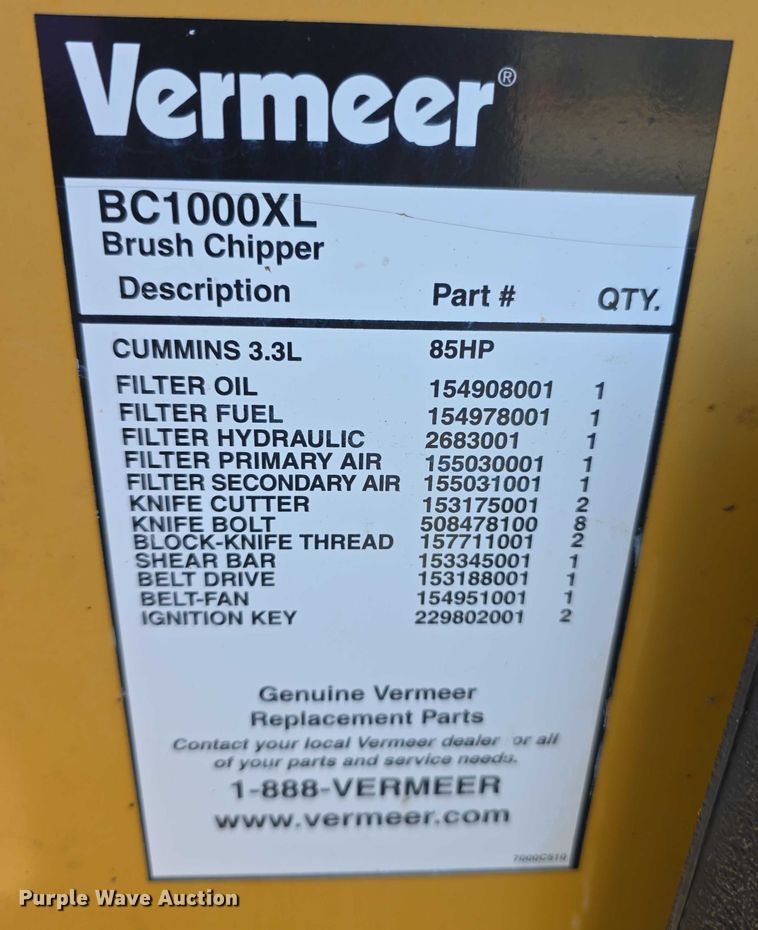 Vermeer®
BC1000XL
Brush Chipper
Description Part # QTY.
CUMMINS 3.3L 85HP
FILTER OIL 154908001 1
FILTER FUEL 154978001 1
FILTER HYDRAULIC 2683001 1
FILTER PRIMARY AIR 155030001 1
FILTER SECONDARY AIR 155031001 1
KNIFE CUTTER 153175001 2
KNIFE BOLT 508478100 8
BLOCK-KNIFE THREAD 157711001 2
SHEAR BAR 153345001 1
BELT DRIVE 153188001 1
BELT-FAN 154951001 1
IGNITION KEY 229802001 2
Genuine Vermeer
Replacement Parts
Contact your local Vermeer dealer or all
of your parts and service needs.
1-888-VERMEER
www.vermeer.com
Purple Wave Auction